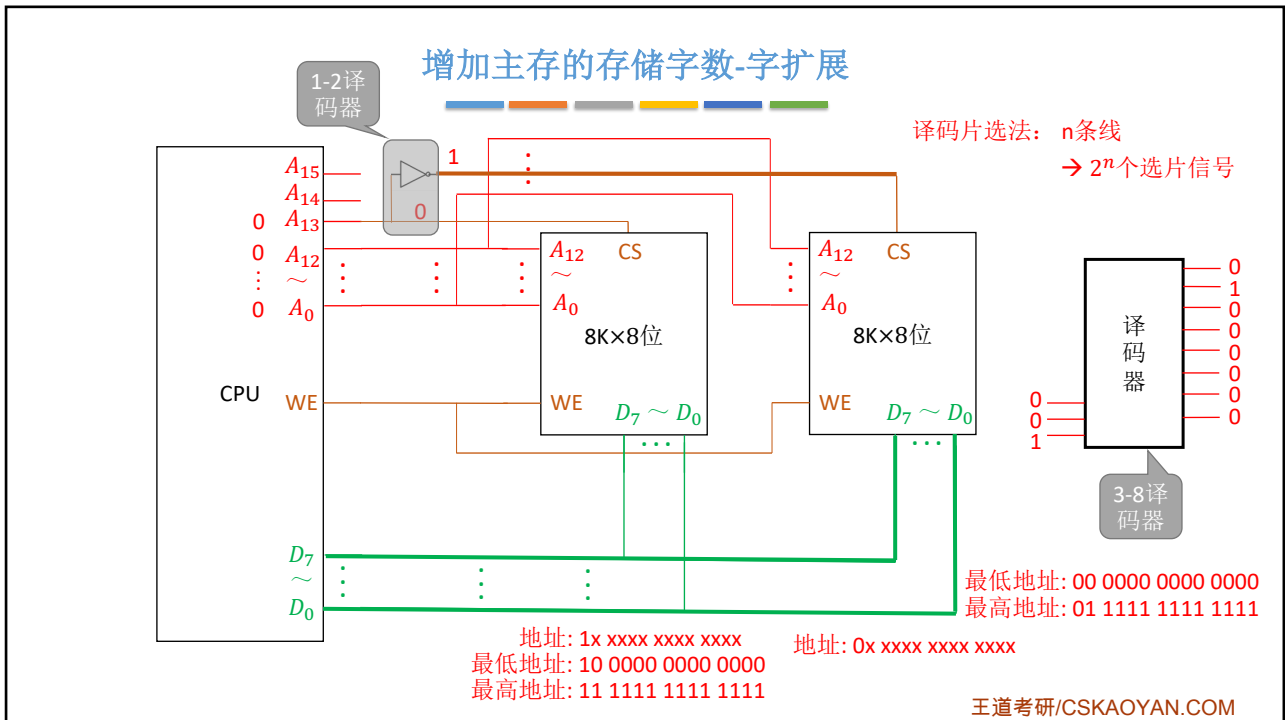 增加主存的存储字数-字扩展
1-2译
码器
译码片选法： n条线
→ 2ⁿ个选片信号
A₁₅
A₁₄
0 A₁₃
0 A₁₂
⋮ ~
0 A₀
1
0
CPU
WE
D₇
~
D₀
CS
A₁₂
~
A₀
8K×8位
WE
D₇ ~ D₀
…
CS
A₁₂
~
A₀
8K×8位
WE
D₇ ~ D₀
…
译
码
器
0
0
1
0
1
0
0
0
0
0
0
3-8译
码器
地址: 1x xxxx xxxx xxxx
最低地址: 10 0000 0000 0000
最高地址: 11 1111 1111 1111
地址: 0x xxxx xxxx xxxx
最低地址: 00 0000 0000 0000
最高地址: 01 1111 1111 1111
王道考研/CSKAOYAN.COM